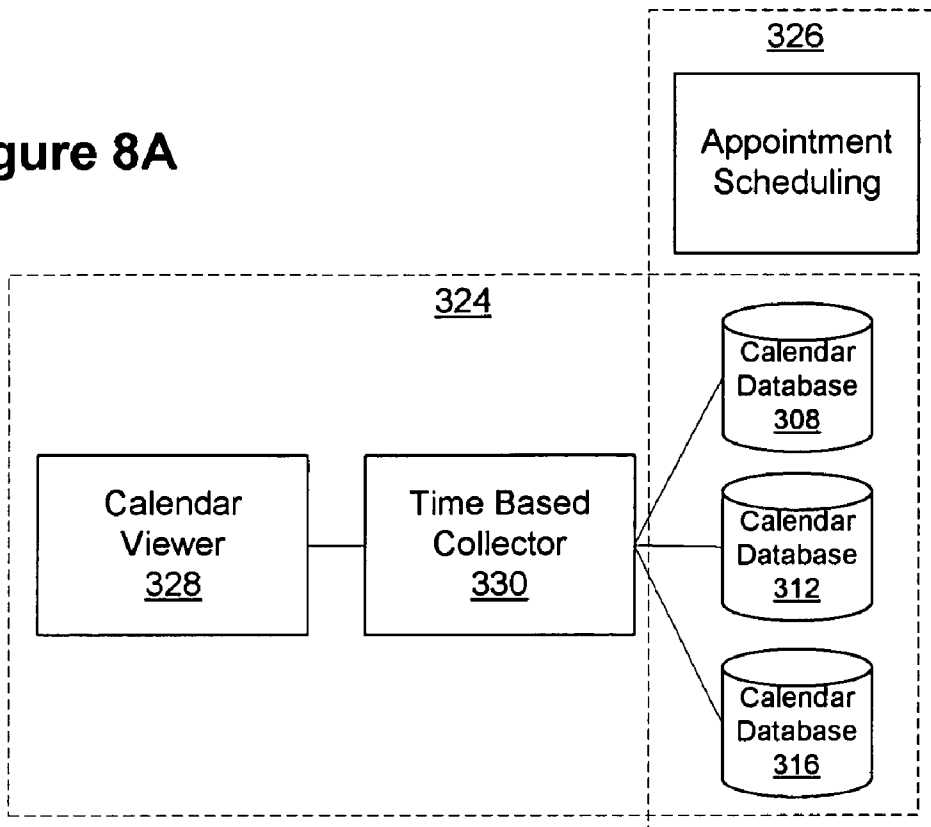 326
gure 8A
Appointment
Scheduling
324
Calendar
Database
308
Calendar
Viewer
328
Time Based
Collector
330
Calendar
Database
312
Calendar
Database
316